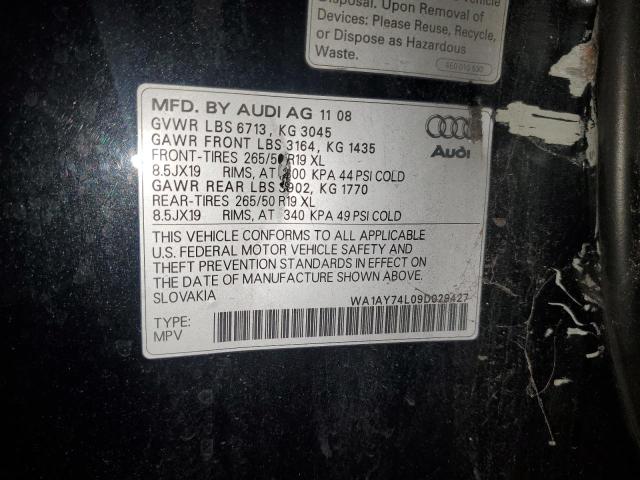 Disposal. Upon Removal of
Devices: Please Reuse, Recycle,
or Dispose as Hazardous
Waste.
MFD. BY AUDI AG 11 08
GVWR LBS 6713, KG 3045
GAWR FRONT LBS 3164, KG 1435
FRONT-TIRES 265/50 R19 XL
8.5JX19 RIMS, AT KPA 44 PSI COLD
GAWR REAR LBS 3902, KG 1770
REAR-TIRES 265/50 R19 XL
8.5JX19 RIMS, AT 340 KPA 49 PSI COLD
Audi
THIS VEHICLE CONFORMS TO ALL APPLICABLE
U.S. FEDERAL MOTOR VEHICLE SAFETY AND
THEFT PREVENTION STANDARDS IN EFFECT ON
THE DATE OF MANUFACTURE SHOWN ABOVE.
SLOVAKIA
WA1AY74L09D029427
TYPE:
MPV